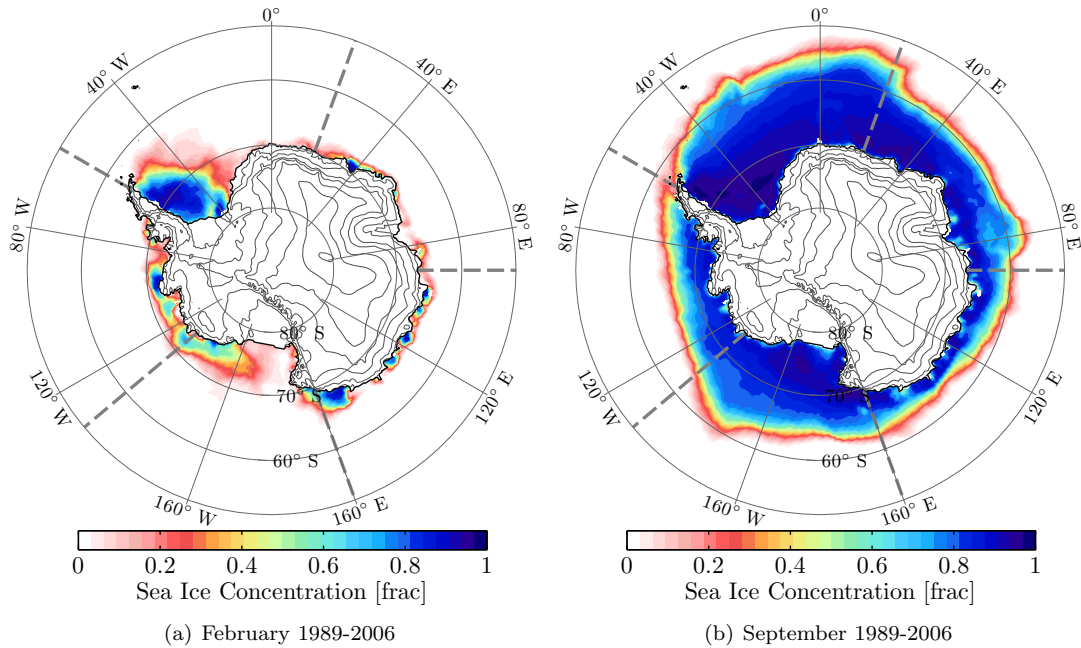 0°
40° W
40° E
80° W
80° E
80° S
120° W
70° S
120° E
60° S
160° W
160° E
0 0.2 0.4 0.6 0.8 1
Sea Ice Concentration [frac]
(a) February 1989-2006
0°
40° W
40° E
80° W
80° E
80° S
120° W
70° S
120° E
60° S
160° W
160° E
0 0.2 0.4 0.6 0.8 1
Sea Ice Concentration [frac]
(b) September 1989-2006